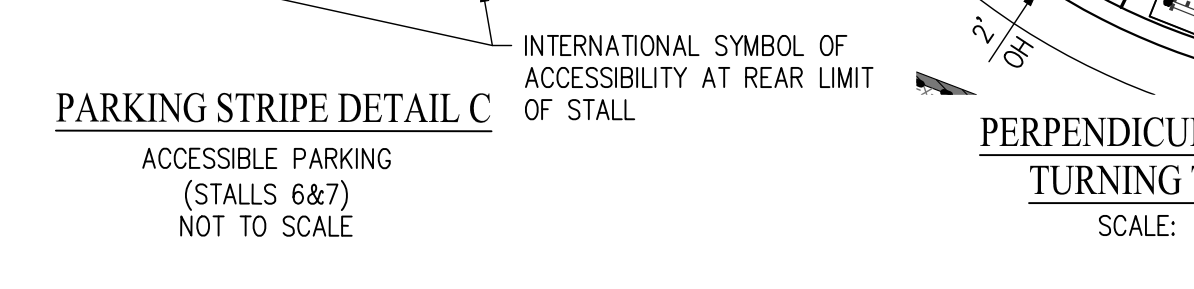 INTERNATIONAL SYMBOL OF
ACCESSIBILITY AT REAR LIMIT
OF STALL
PARKING STRIPE DETAIL C
ACCESSIBLE PARKING
(STALLS 6&7)
NOT TO SCALE
2'
OH
PERPENDICU
TURNING
SCALE: